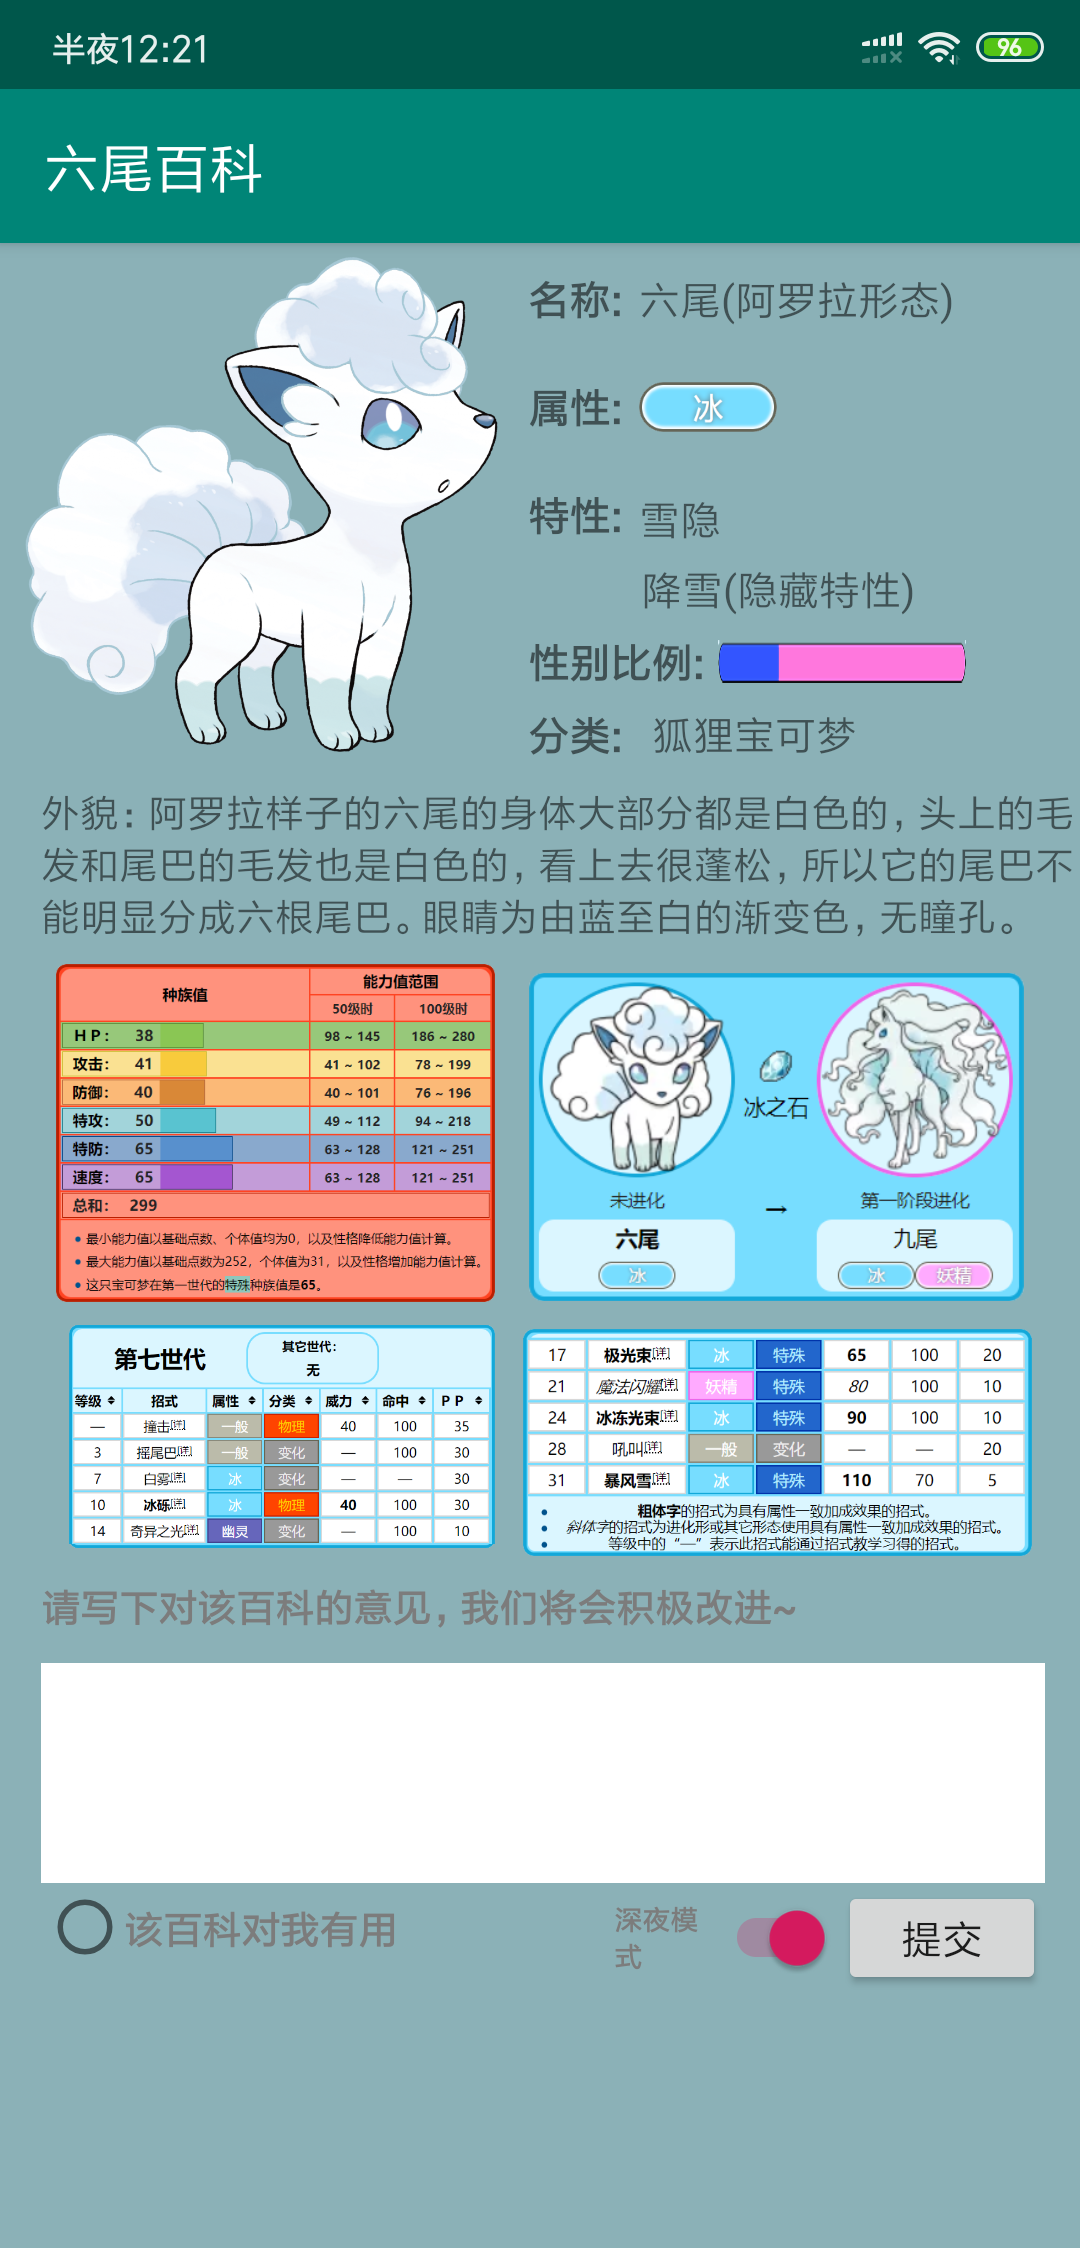 半夜12:21
96
六尾百科
名称: 六尾(阿罗拉形态)
属性: 冰
特性: 雪隐
降雪(隐藏特性)
性别比例:
分类: 狐狸宝可梦
外貌：阿罗拉样子的六尾的身体大部分都是白色的，头上的毛
发和尾巴的毛发也是白色的，看上去很蓬松，所以它的尾巴不
能明显分成六根尾巴。眼睛为由蓝至白的渐变色，无瞳孔。
种族值 能力值范围
50级时 100级时
ＨＰ： 38 98 ~ 145 186 ~ 280
攻击： 41 41 ~ 102 78 ~ 199
防御： 40 40 ~ 101 76 ~ 196
特攻： 50 49 ~ 112 94 ~ 218
特防： 65 63 ~ 128 121 ~ 251
速度： 65 63 ~ 128 121 ~ 251
总和： 299
• 最小能力值以基础点数、个体值均为0，以及性格降低能力值计算。
• 最大能力值以基础点数为252，个体值为31，以及性格增加能力值计算。
• 这只宝可梦在第一世代的特殊种族值是65。
冰之石
未进化 → 第一阶段进化
六尾 九尾
冰 冰 妖精
第七世代 其它世代：
无
等级 招式 属性 分类 威力 命中 ＰＰ
— 撞击[详] 一般 物理 40 100 35
3 摇尾巴[详] 一般 变化 — 100 30
7 白雾[详] 冰 变化 — — 30
10 冰砾[详] 冰 物理 40 100 30
14 奇异之光[详] 幽灵 变化 — 100 10
17 极光束[详] 冰 特殊 65 100 20
21 魔法闪耀[详] 妖精 特殊 80 100 10
24 冰冻光束[详] 冰 特殊 90 100 10
28 吼叫[详] 一般 变化 — — 20
31 暴风雪[详] 冰 特殊 110 70 5
• 粗体字的招式为具有属性一致加成效果的招式。
• 斜体字的招式为进化形或其它形态使用具有属性一致加成效果的招式。
• 等级中的“—”表示此招式能通过招式教学习得的招式。
请写下对该百科的意见，我们将会积极改进~
该百科对我有用
深夜模
式
提交